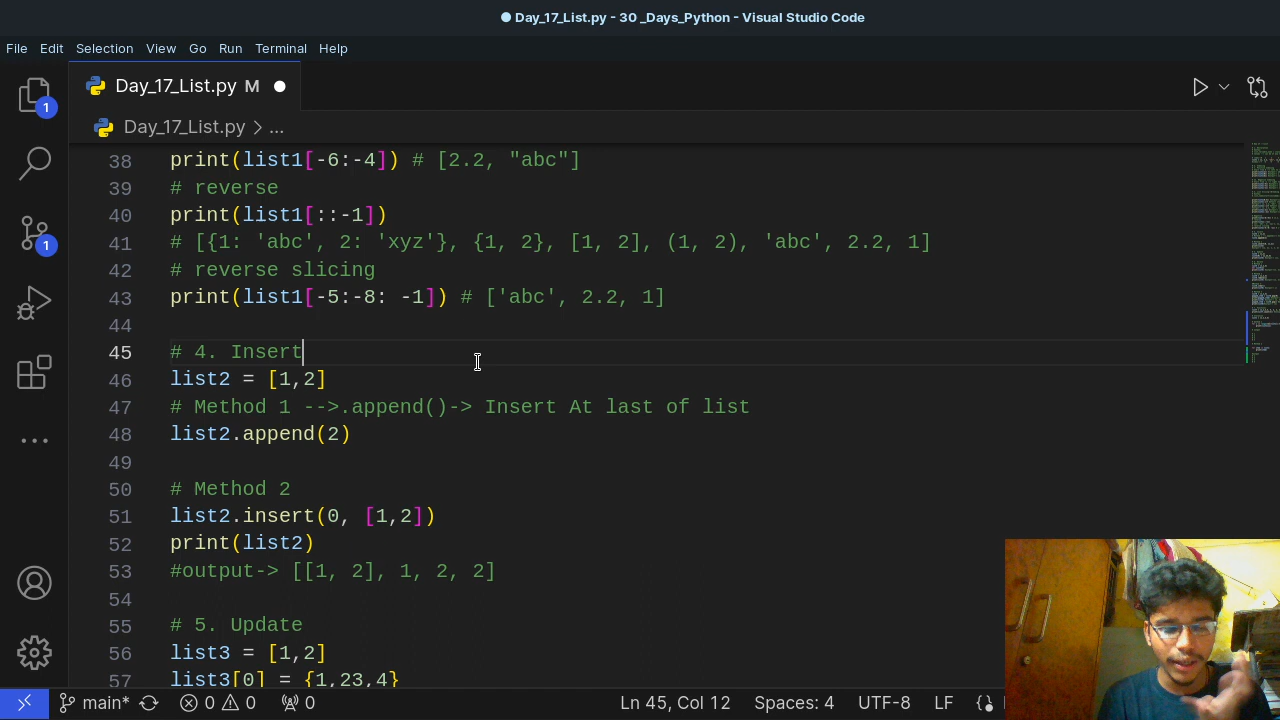 Day_17_List.py - 30 _Days_Python - Visual Studio Code
File Edit Selection View Go Run Terminal Help
Day_17_List.py M
Day_17_List.py > ...
38 print(list1[-6:-4]) # [2.2, "abc"]
39 # reverse
40 print(list1[::-1])
41 # [{1: 'abc', 2: 'xyz'}, {1, 2}, [1, 2], (1, 2), 'abc', 2.2, 1]
42 # reverse slicing
43 print(list1[-5:-8: -1]) # ['abc', 2.2, 1]
44
45 # 4. Insert
46 list2 = [1,2]
47 # Method 1 -->.append()-> Insert At last of list
48 list2.append(2)
49
50 # Method 2
51 list2.insert(0, [1,2])
52 print(list2)
53 #output-> [[1, 2], 1, 2, 2]
54
55 # 5. Update
56 list3 = [1,2]
57 list3[0] = {1,23,4}
1
1
main* 0 0 0 Ln 45, Col 12 Spaces: 4 UTF-8 LF